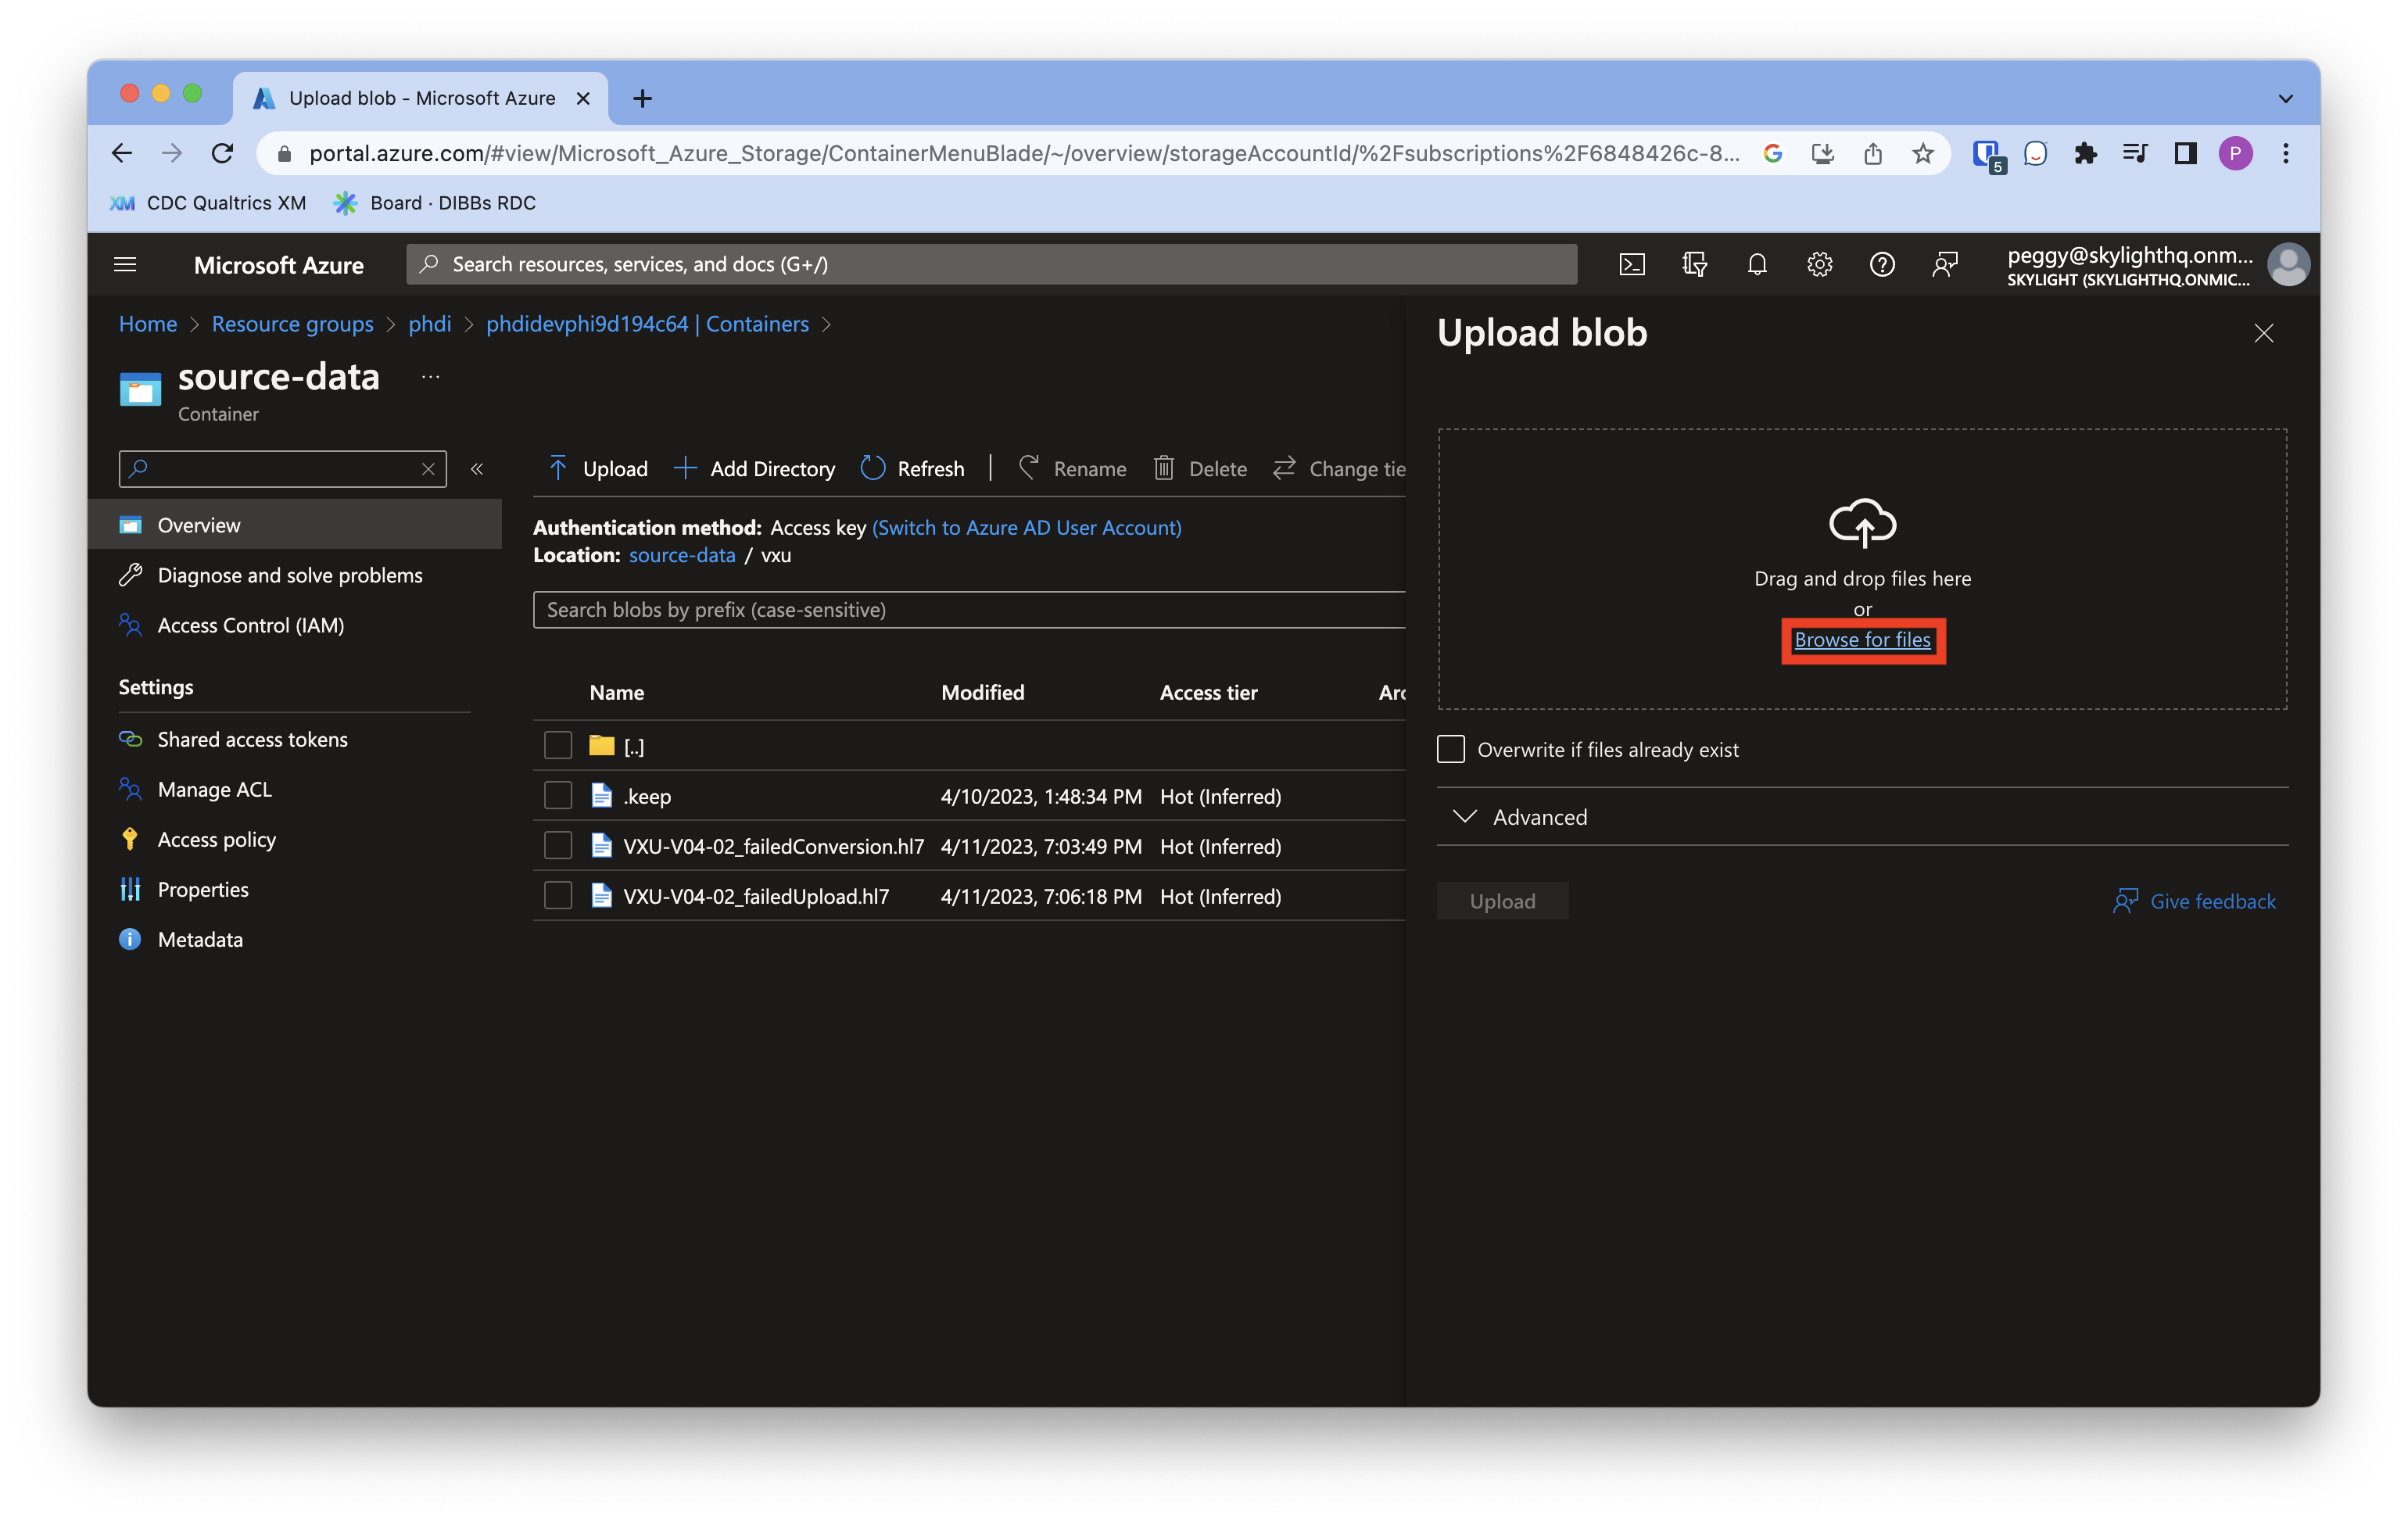 Upload blob - Microsoft Azure
portal.azure.com/#view/Microsoft_Azure_Storage/ContainerMenuBlade/~/overview/storageAccountId/%2Fsubscriptions%2F6848426c-8...
5
P
XM CDC Qualtrics XM
Board · DIBBs RDC
Microsoft Azure
Search resources, services, and docs (G+/)
peggy@skylighthq.onm...
SKYLIGHT (SKYLIGHTHQ.ONMIC...
Home > Resource groups > phdi > phdidevphi9d194c64 | Containers >
source-data ...
Container
Overview
Diagnose and solve problems
Access Control (IAM)
Settings
Shared access tokens
Manage ACL
Access policy
Properties
Metadata
Upload Add Directory Refresh | Rename Delete Change tie
Authentication method: Access key (Switch to Azure AD User Account)
Location: source-data / vxu
Search blobs by prefix (case-sensitive)
Name Modified Access tier Arc
[..]
.keep 4/10/2023, 1:48:34 PM Hot (Inferred)
VXU-V04-02_failedConversion.hl7 4/11/2023, 7:03:49 PM Hot (Inferred)
VXU-V04-02_failedUpload.hl7 4/11/2023, 7:06:18 PM Hot (Inferred)
Upload blob
Drag and drop files here
or
Browse for files
Overwrite if files already exist
Advanced
Upload
Give feedback